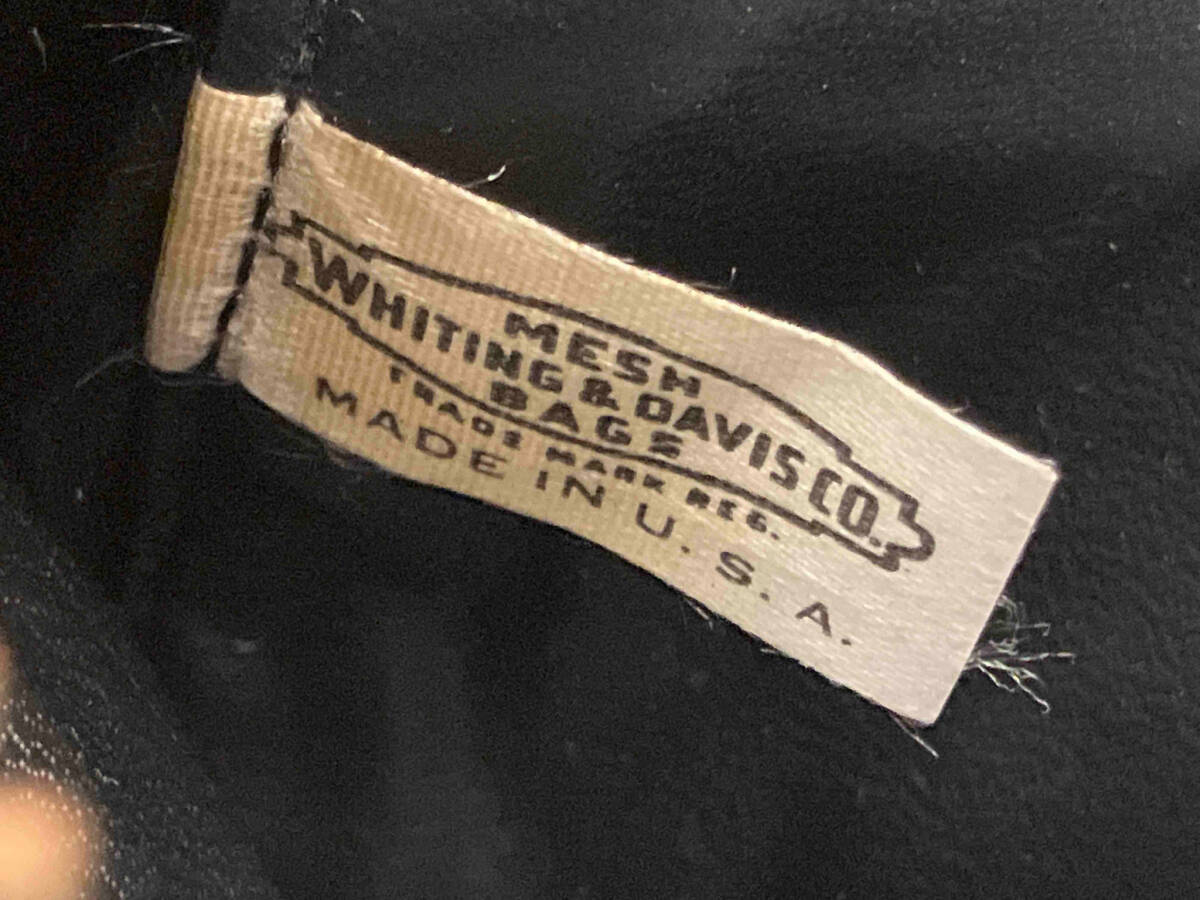 MESH
WHITING & DAVIS CO.
BAGS
TRADE MARK REG.
MADE IN U. S. A.